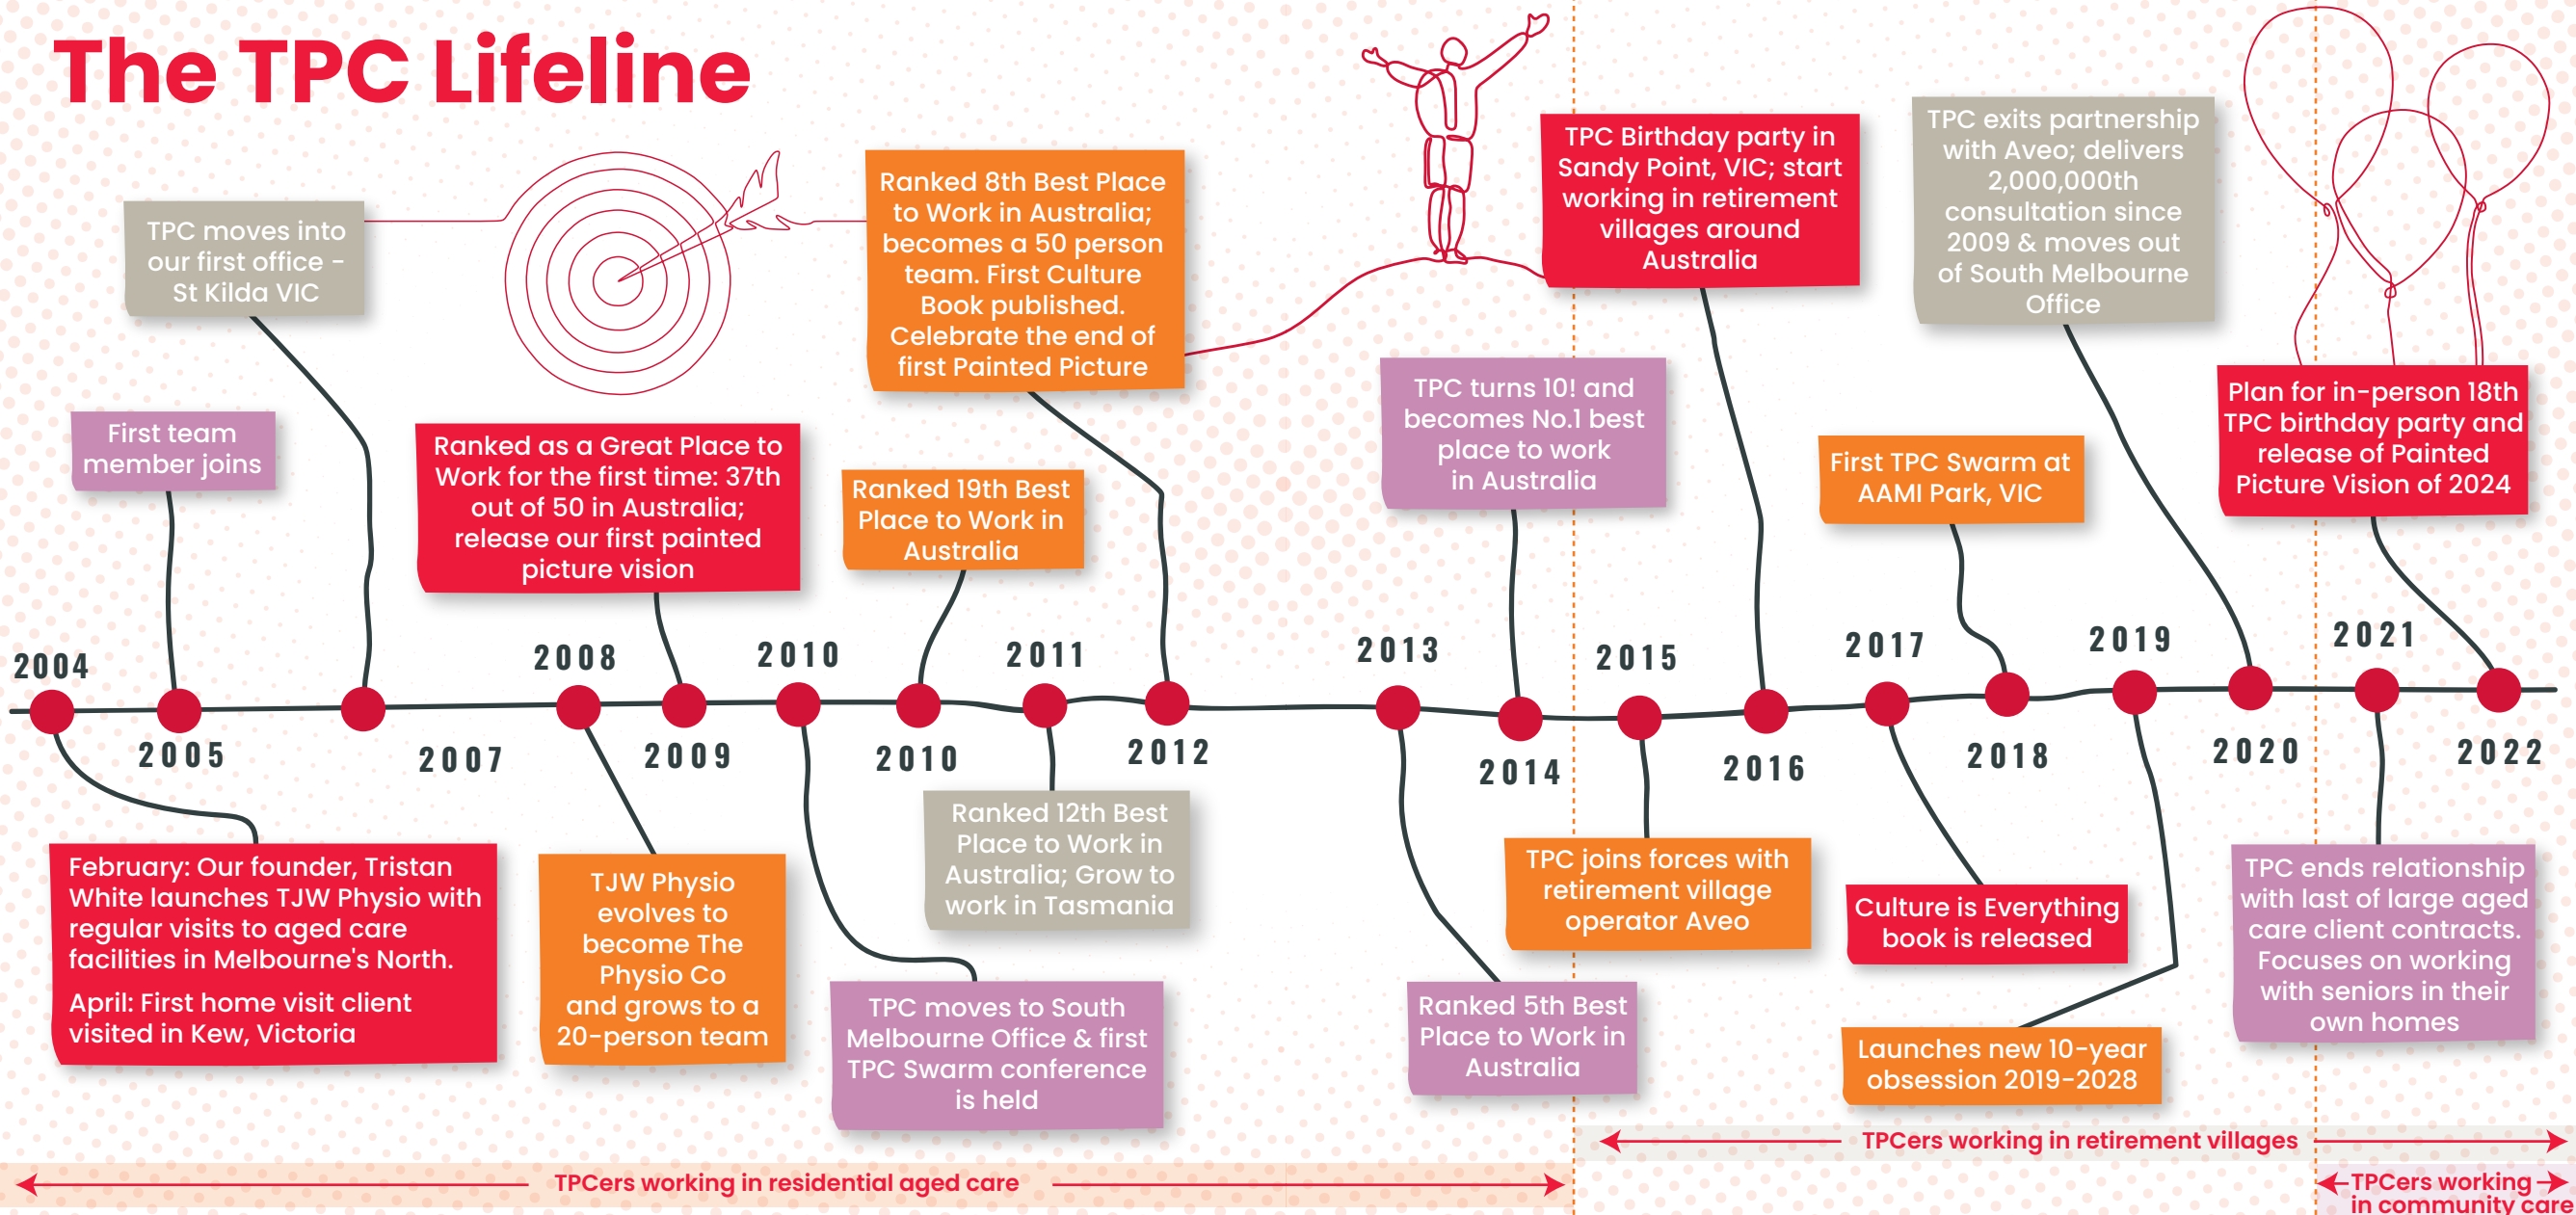 The TPC Lifeline
TPC moves into
our first office -
St Kilda VIC
First team
member joins
Ranked as a Great Place to
Work for the first time: 37th
out of 50 in Australia;
release our first painted
picture vision
Ranked 8th Best Place
to Work in Australia;
becomes a 50 person
team. First Culture
Book published.
Celebrate the end of
first Painted Picture
Ranked 19th Best
Place to Work in
Australia
TPC turns 10! and
becomes No.1 best
place to work
in Australia
TPC Birthday party in
Sandy Point, VIC; start
working in retirement
villages around
Australia
First TPC Swarm at
AAMI Park, VIC
TPC exits partnership
with Aveo; delivers
2,000,000th
consultation since
2009 & moves out
of South Melbourne
Office
Plan for in-person 18th
TPC birthday party and
release of Painted
Picture Vision of 2024
2004
2005
2007
2008
2009
2010
2010
2011
2012
2013
2014
2015
2016
2017
2018
2019
2020
2021
2022
February: Our founder, Tristan
White launches TJW Physio with
regular visits to aged care
facilities in Melbourne's North.
April: First home visit client
visited in Kew, Victoria
TJW Physio
evolves to
become The
Physio Co
and grows to a
20-person team
TPC moves to South
Melbourne Office & first
TPC Swarm conference
is held
Ranked 12th Best
Place to Work in
Australia; Grow to
work in Tasmania
Ranked 5th Best
Place to Work in
Australia
TPC joins forces with
retirement village
operator Aveo
Culture is Everything
book is released
Launches new 10-year
obsession 2019-2028
TPC ends relationship
with last of large aged
care client contracts.
Focuses on working
with seniors in their
own homes
TPCers working in retirement villages
TPCers working in residential aged care
TPCers working
in community care